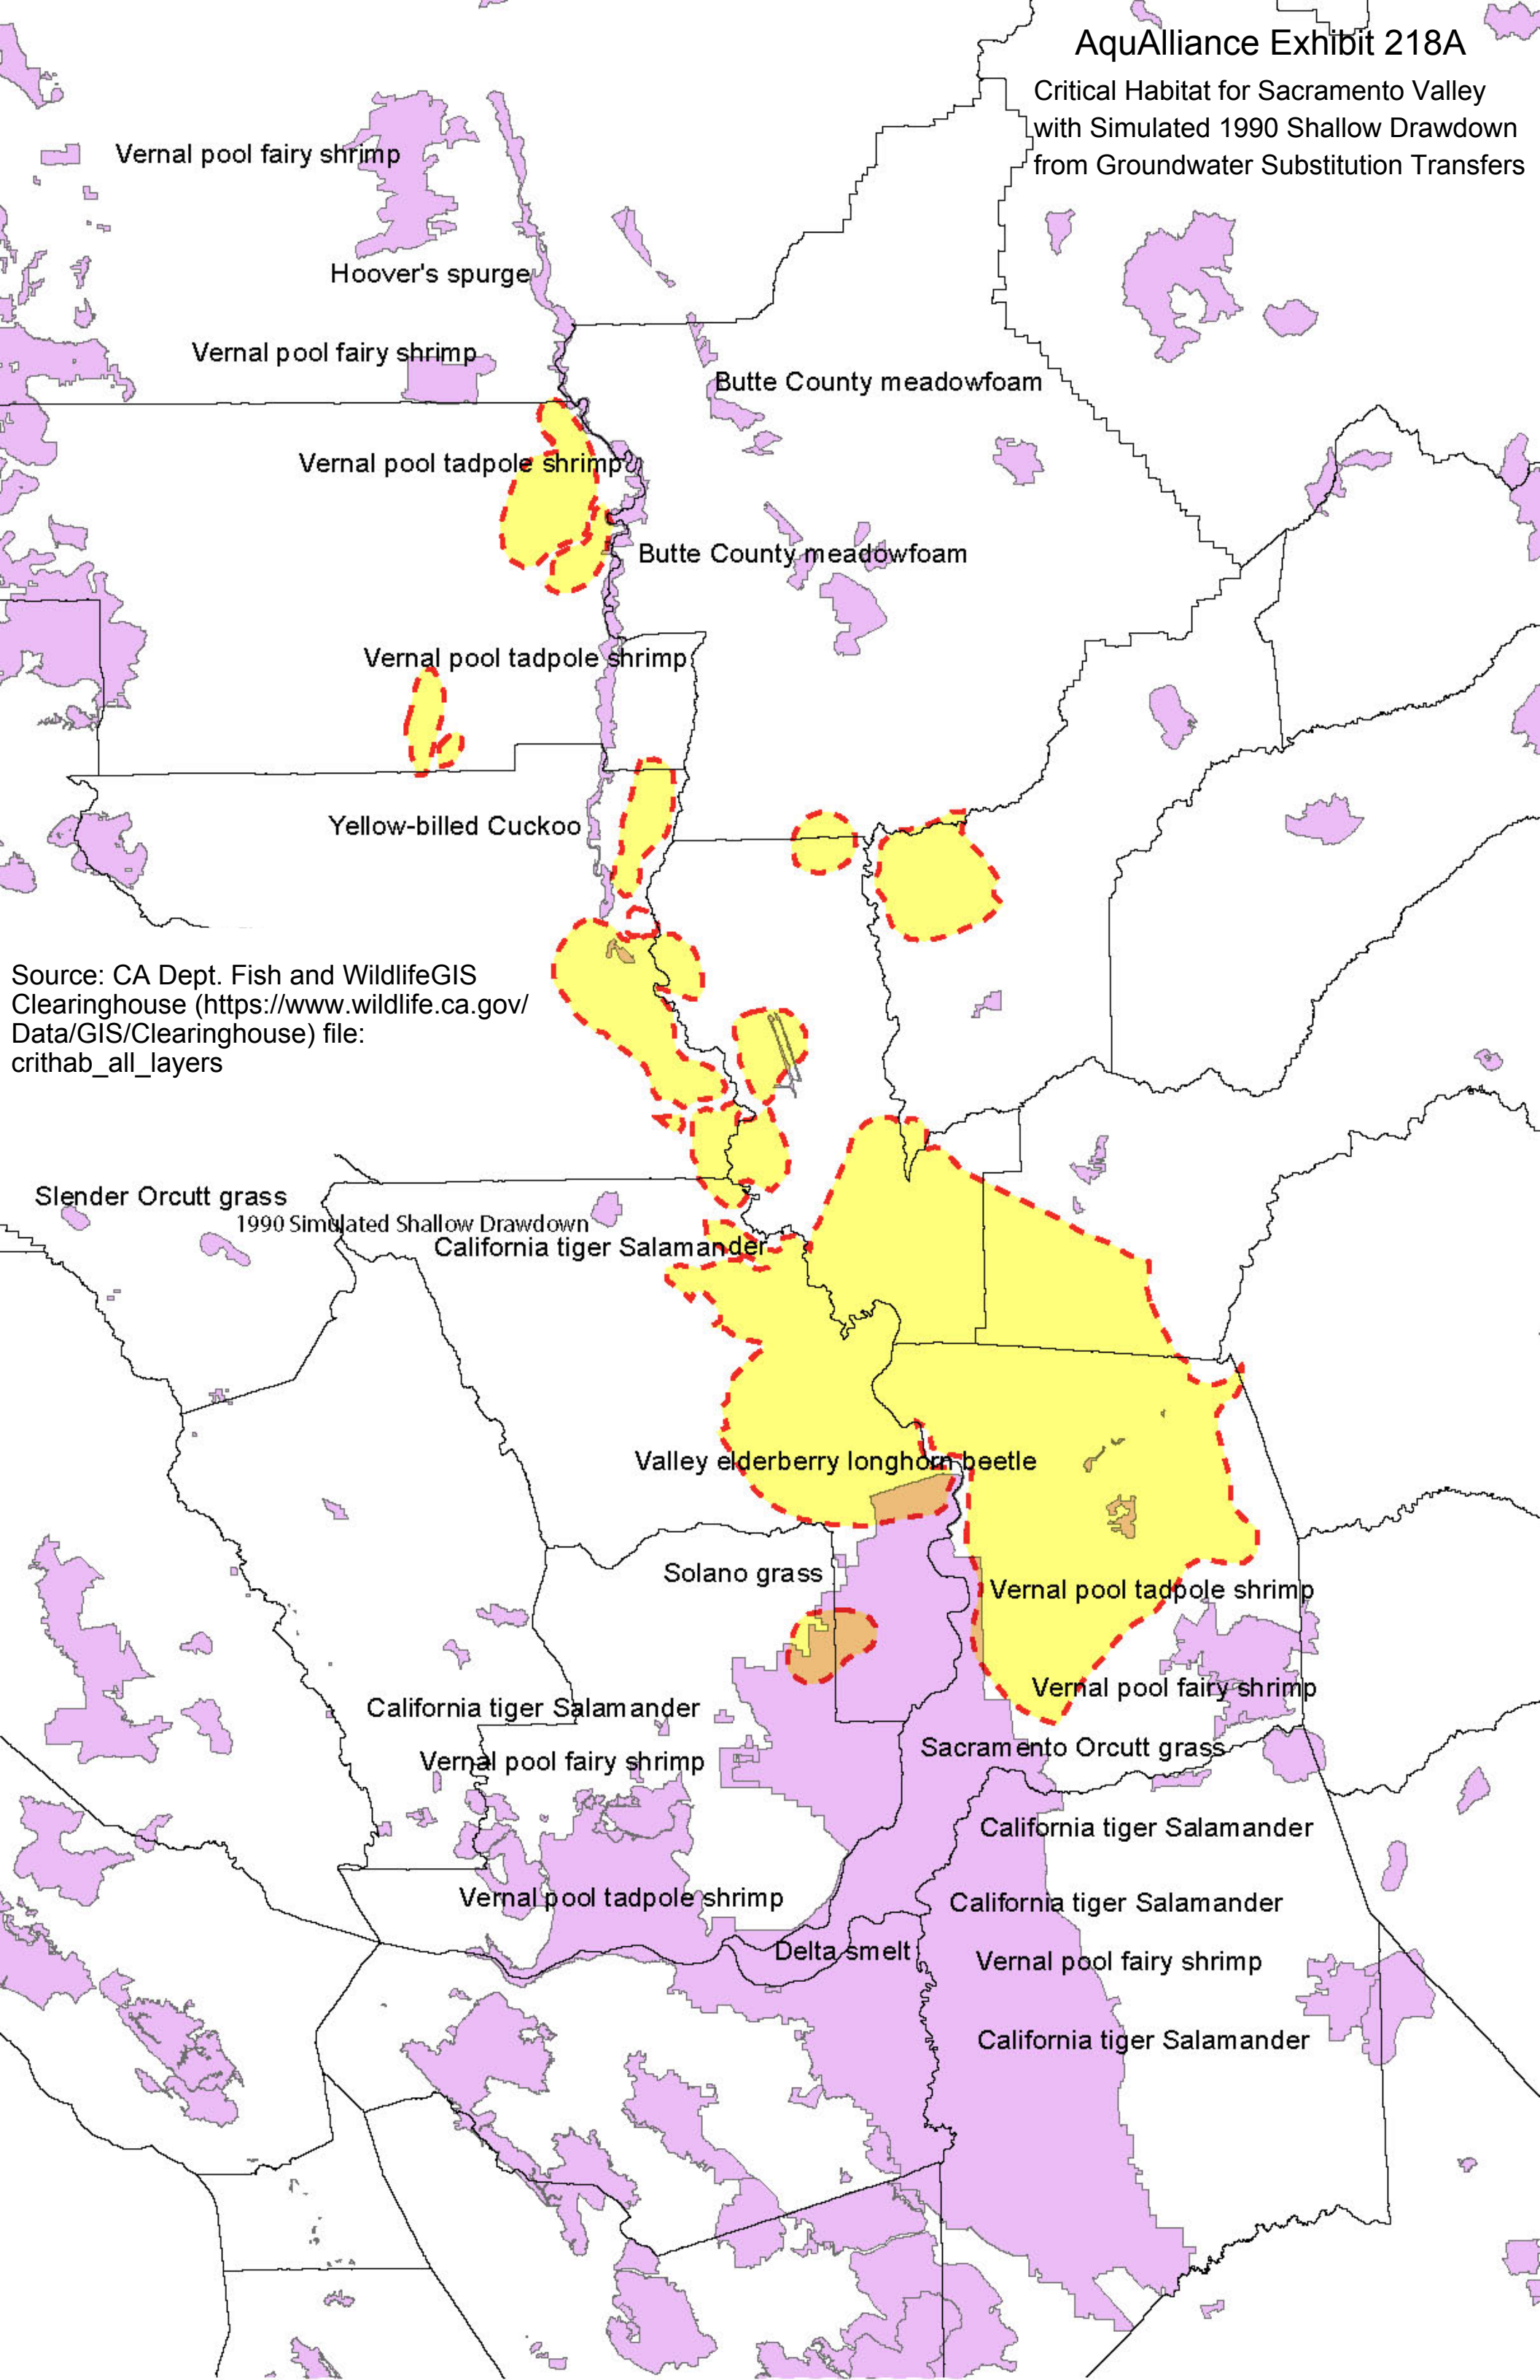 AquAlliance Exhibit 218A
Critical Habitat for Sacramento Valley
with Simulated 1990 Shallow Drawdown
from Groundwater Substitution Transfers
Vernal pool fairy shrimp
Hoover's spurge
Vernal pool fairy shrimp
Butte County meadowfoam
Vernal pool tadpole shrimp
Butte County meadowfoam
Vernal pool tadpole shrimp
Yellow-billed Cuckoo
Source: CA Dept. Fish and WildlifeGIS
Clearinghouse (https://www.wildlife.ca.gov/
Data/GIS/Clearinghouse) file:
crithab_all_layers
Slender Orcutt grass
1990 Simulated Shallow Drawdown
California tiger Salamander
Valley elderberry longhorn beetle
Solano grass
Vernal pool tadpole shrimp
Vernal pool fairy shrimp
California tiger Salamander
Sacramento Orcutt grass
Vernal pool fairy shrimp
California tiger Salamander
Vernal pool tadpole shrimp
California tiger Salamander
Delta smelt
Vernal pool fairy shrimp
California tiger Salamander